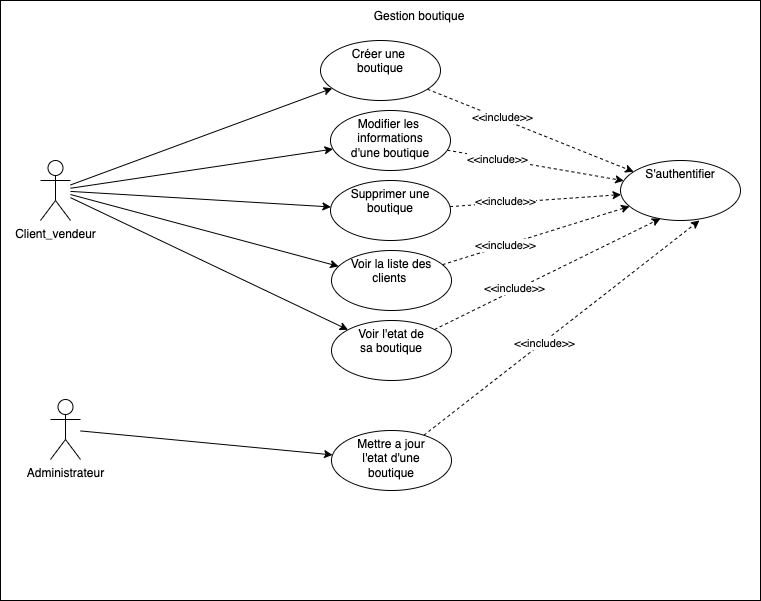 Gestion boutique
Créer une
boutique
<<include>>
Modifier les
informations
d'une boutique
<<include>>
S'authentifier
Supprimer une
boutique
<<include>>
Client_vendeur
Voir la liste des
clients
<<include>>
<<include>>
Voir l'etat de
sa boutique
<<include>>
Administrateur
Mettre a jour
l'etat d'une
boutique